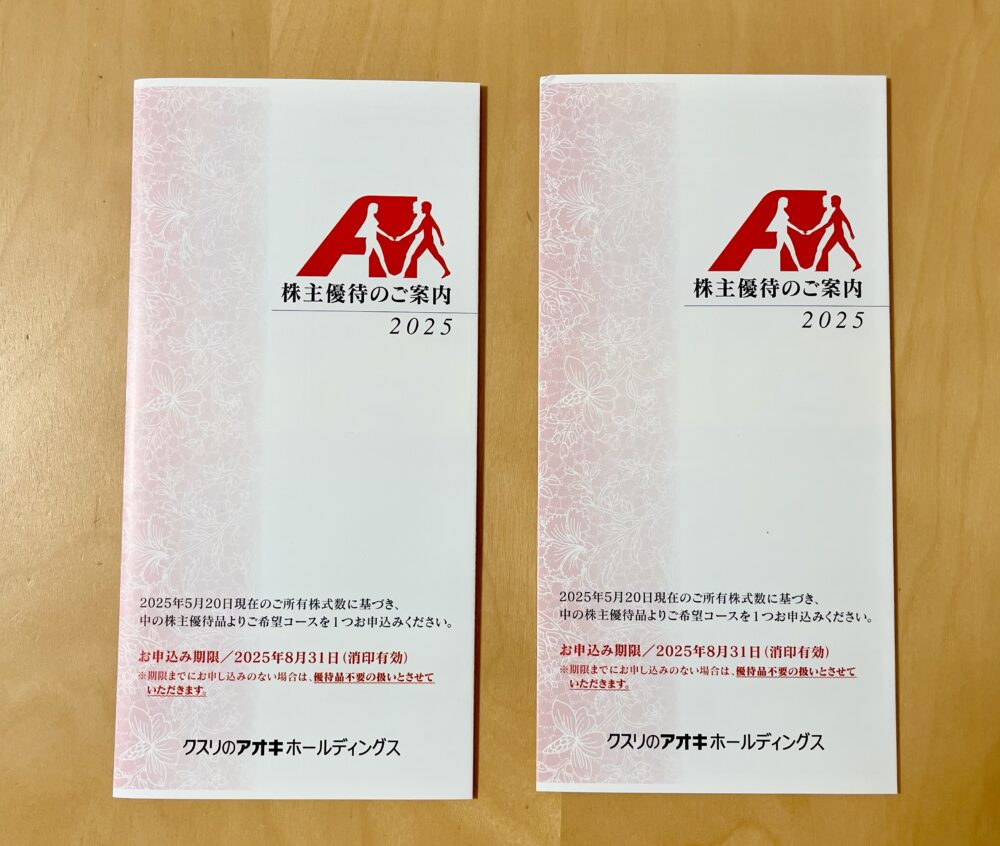 株主優待のご案内
2025
2025年5月20日現在のご所有株式数に基づき、
中の株主優待品よりご希望コースを1つお申込みください。
お申込み期限／2025年8月31日(消印有効)
※期限までにお申し込みのない場合は、優待品不要の扱いとさせて
いただきます。
クスリのアオキホールディングス
株主優待のご案内
2025
2025年5月20日現在のご所有株式数に基づき、
中の株主優待品よりご希望コースを1つお申込みください。
お申込み期限／2025年8月31日(消印有効)
※期限までにお申し込みのない場合は、優待品不要の扱いとさせて
いただきます。
クスリのアオキホールディングス